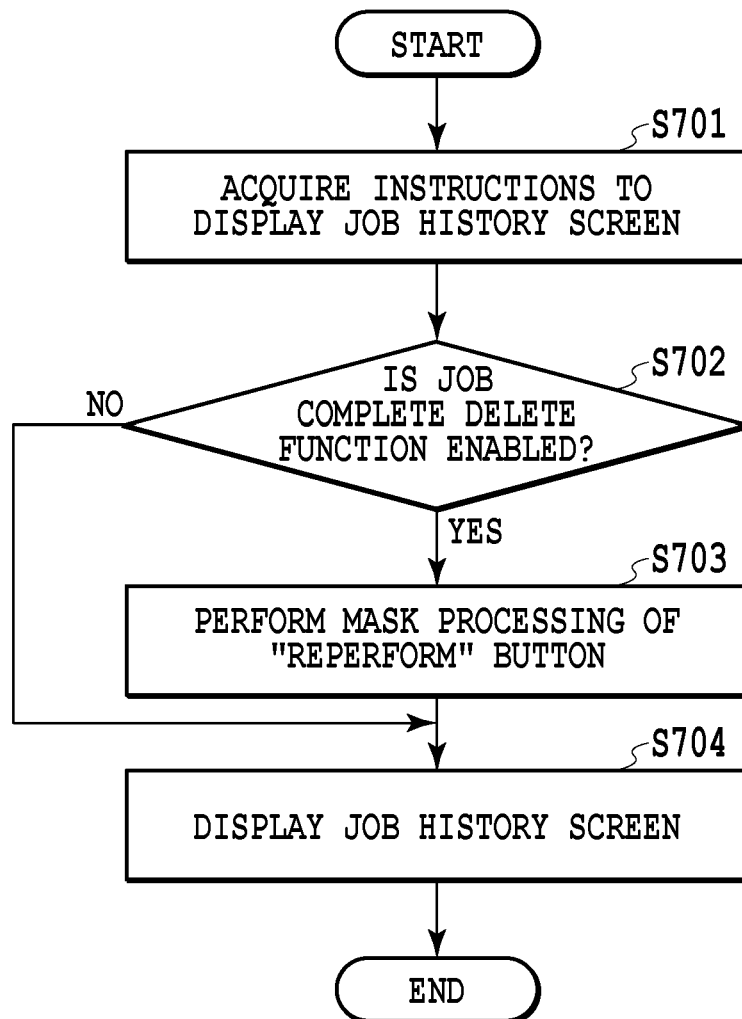 START
S701
ACQUIRE INSTRUCTIONS TO
DISPLAY JOB HISTORY SCREEN
S702
IS JOB
COMPLETE DELETE
FUNCTION ENABLED?
NO
YES
S703
PERFORM MASK PROCESSING OF
"REPERFORM" BUTTON
S704
DISPLAY JOB HISTORY SCREEN
END